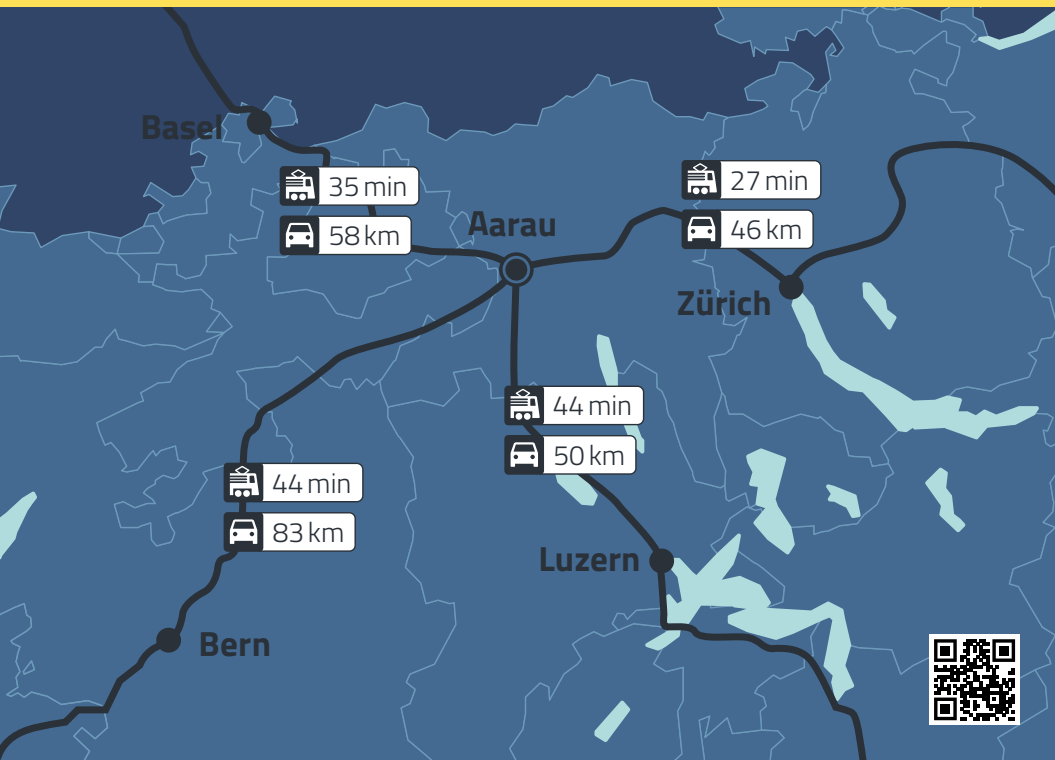 Basel
35 min
58 km
Aarau
27 min
46 km
Zürich
44 min
50 km
44 min
83 km
Luzern
Bern